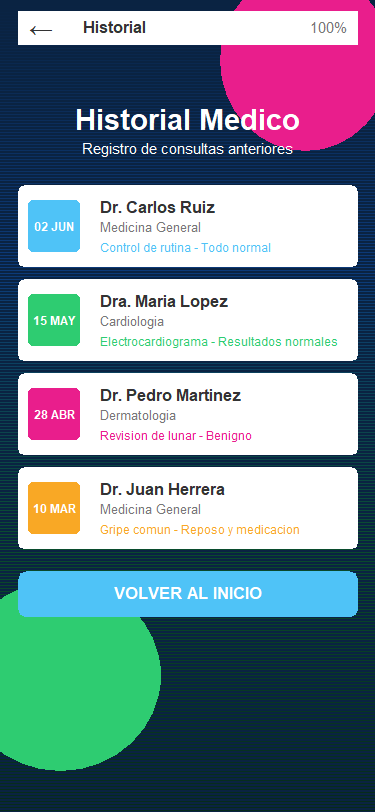 ← Historial 100%
Historial Medico
Registro de consultas anteriores
02 JUN
Dr. Carlos Ruiz
Medicina General
Control de rutina - Todo normal
15 MAY
Dra. Maria Lopez
Cardiologia
Electrocardiograma - Resultados normales
28 ABR
Dr. Pedro Martinez
Dermatologia
Revision de lunar - Benigno
10 MAR
Dr. Juan Herrera
Medicina General
Gripe comun - Reposo y medicacion
VOLVER AL INICIO